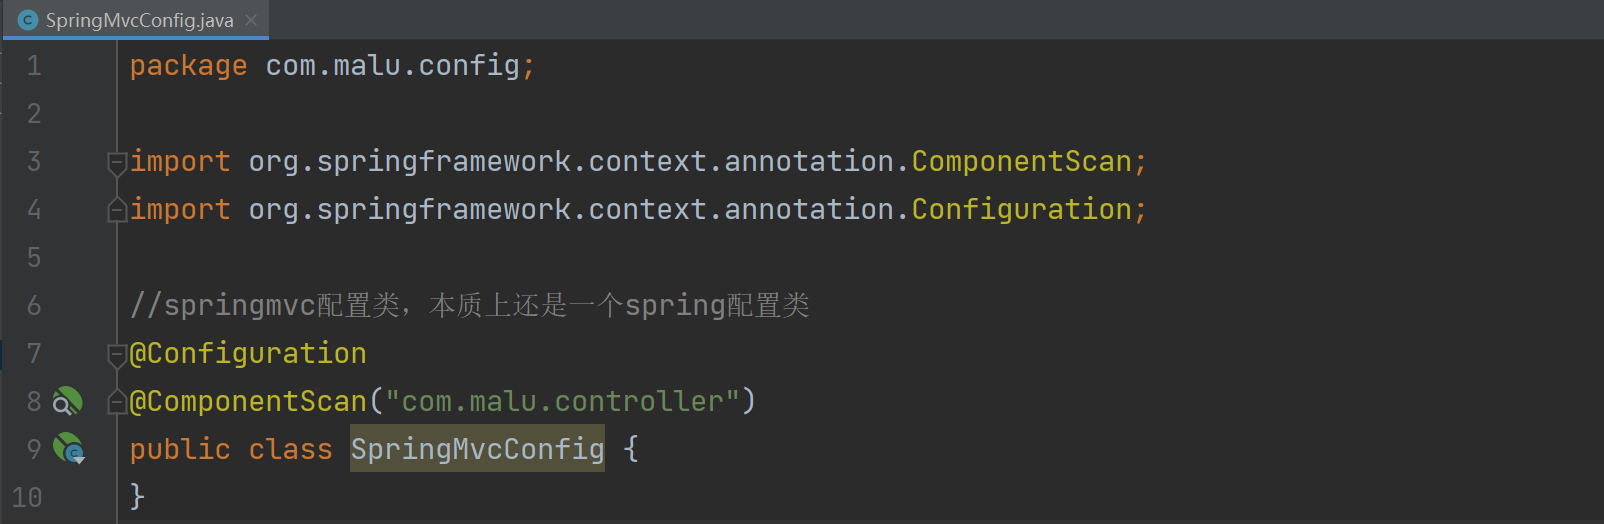 SpringMvcConfig.java
1 package com.malu.config;
2
3 import org.springframework.context.annotation.ComponentScan;
4 import org.springframework.context.annotation.Configuration;
5
6 //springmvc配置类，本质上还是一个spring配置类
7 @Configuration
8 @ComponentScan("com.malu.controller")
9 public class SpringMvcConfig {
10 }